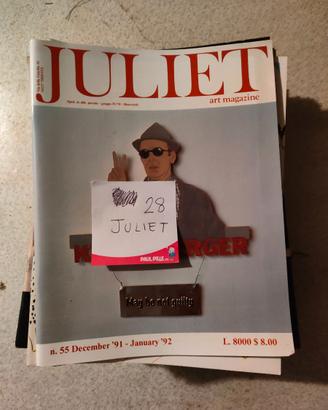 JULIET
art magazine
28
JULIET
PAUL PILLE
K RGER
May be not guilty
n. 55 December '91 - January '92
L. 8000 $ 8.00